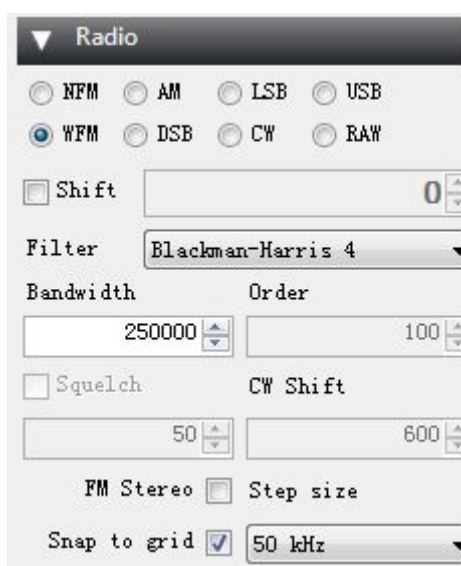 Radio
NFM AM LSB USB
WFM DSB CW RAW
Shift 0
Filter Blackman-Harris 4
Bandwidth Order
250000 100
Squelch CW Shift
50 600
FM Stereo Step size
Snap to grid 50 kHz